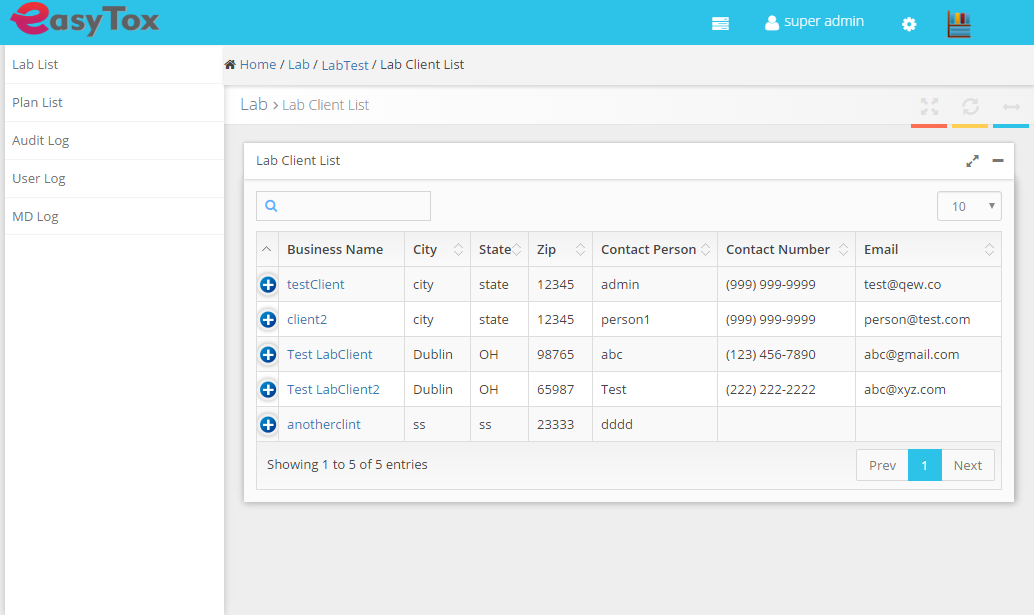 easyTox
super admin
Lab List
Plan List
Audit Log
User Log
MD Log
Home / Lab / LabTest / Lab Client List
Lab > Lab Client List
Lab Client List
10
Business Name City State Zip Contact Person Contact Number Email
testClient city state 12345 admin (999) 999-9999 test@qew.co
client2 city state 12345 person1 (999) 999-9999 person@test.com
Test LabClient Dublin OH 98765 abc (123) 456-7890 abc@gmail.com
Test LabClient2 Dublin OH 65987 Test (222) 222-2222 abc@xyz.com
anotherclint ss ss 23333 dddd
Showing 1 to 5 of 5 entries
Prev 1 Next